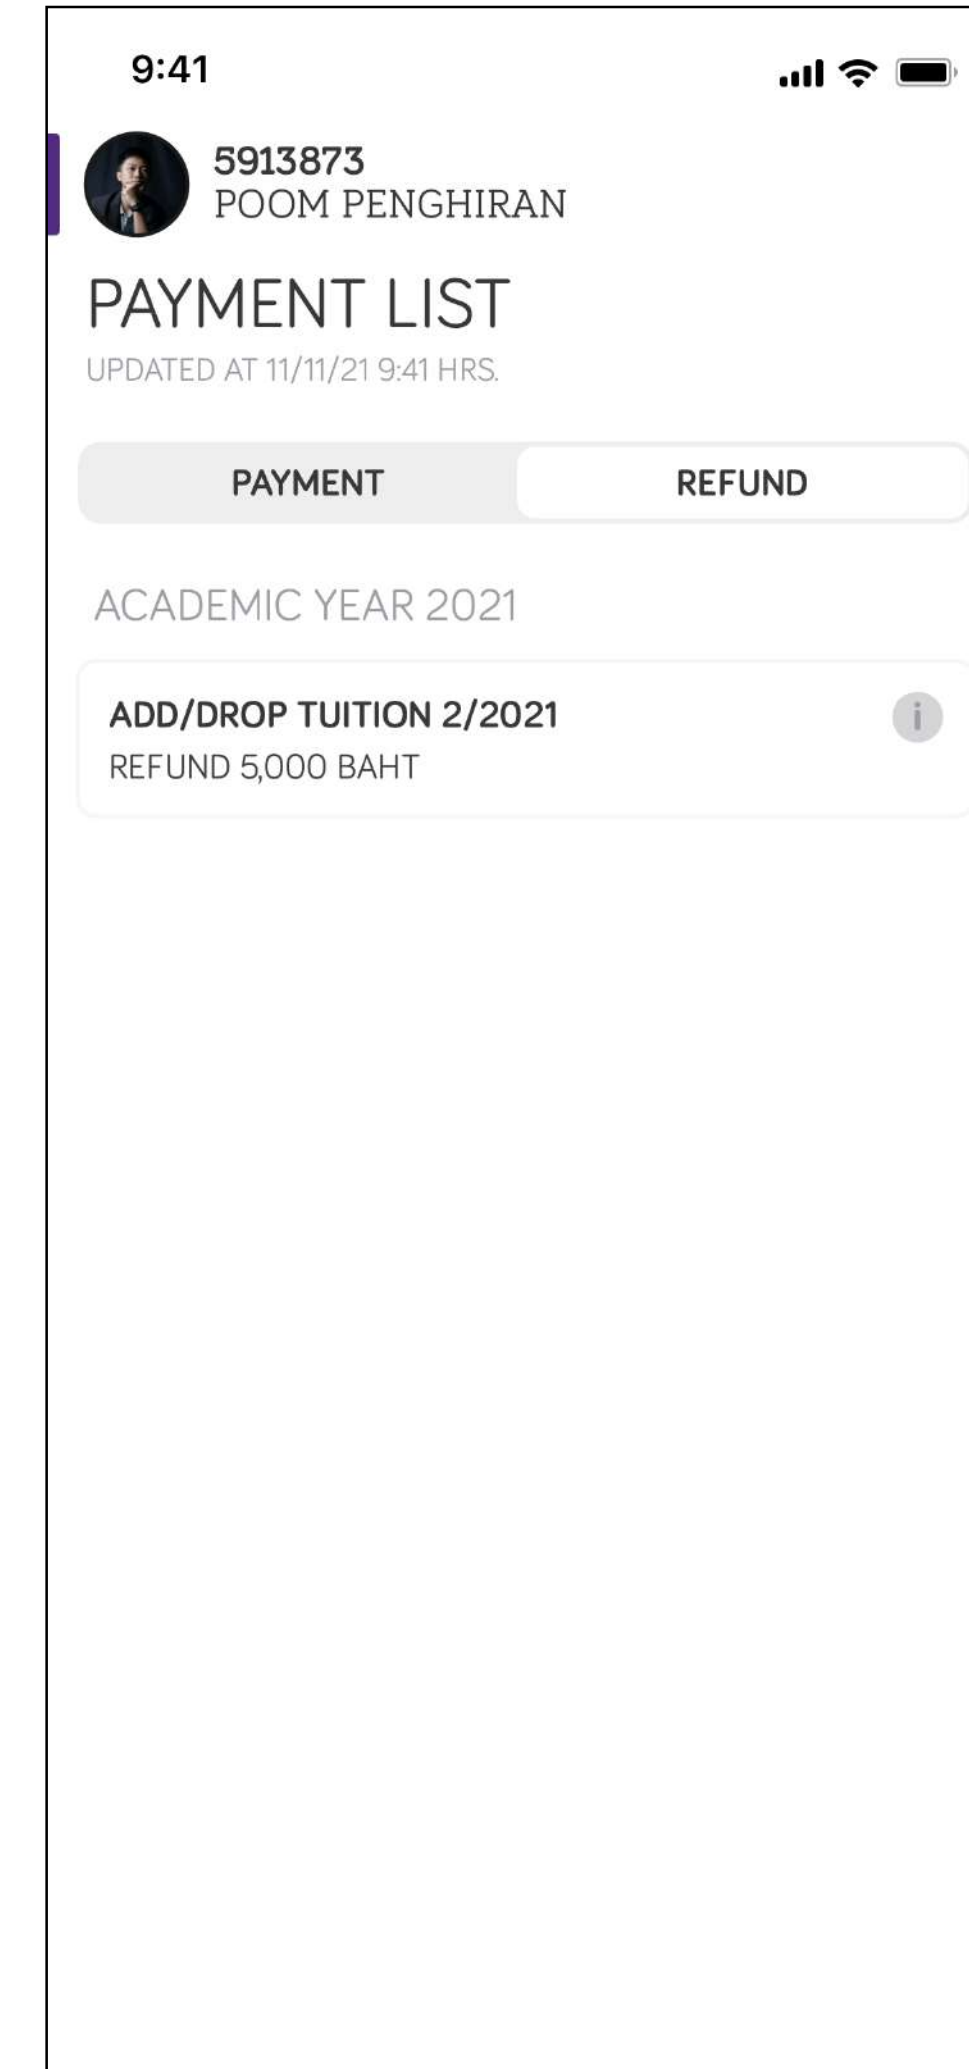 9:41
5913873
POOM PENGHIRAN
PAYMENT LIST
UPDATED AT 11/11/21 9:41 HRS.
PAYMENT REFUND
ACADEMIC YEAR 2021
ADD/DROP TUITION 2/2021
i
REFUND 5,000 BAHT